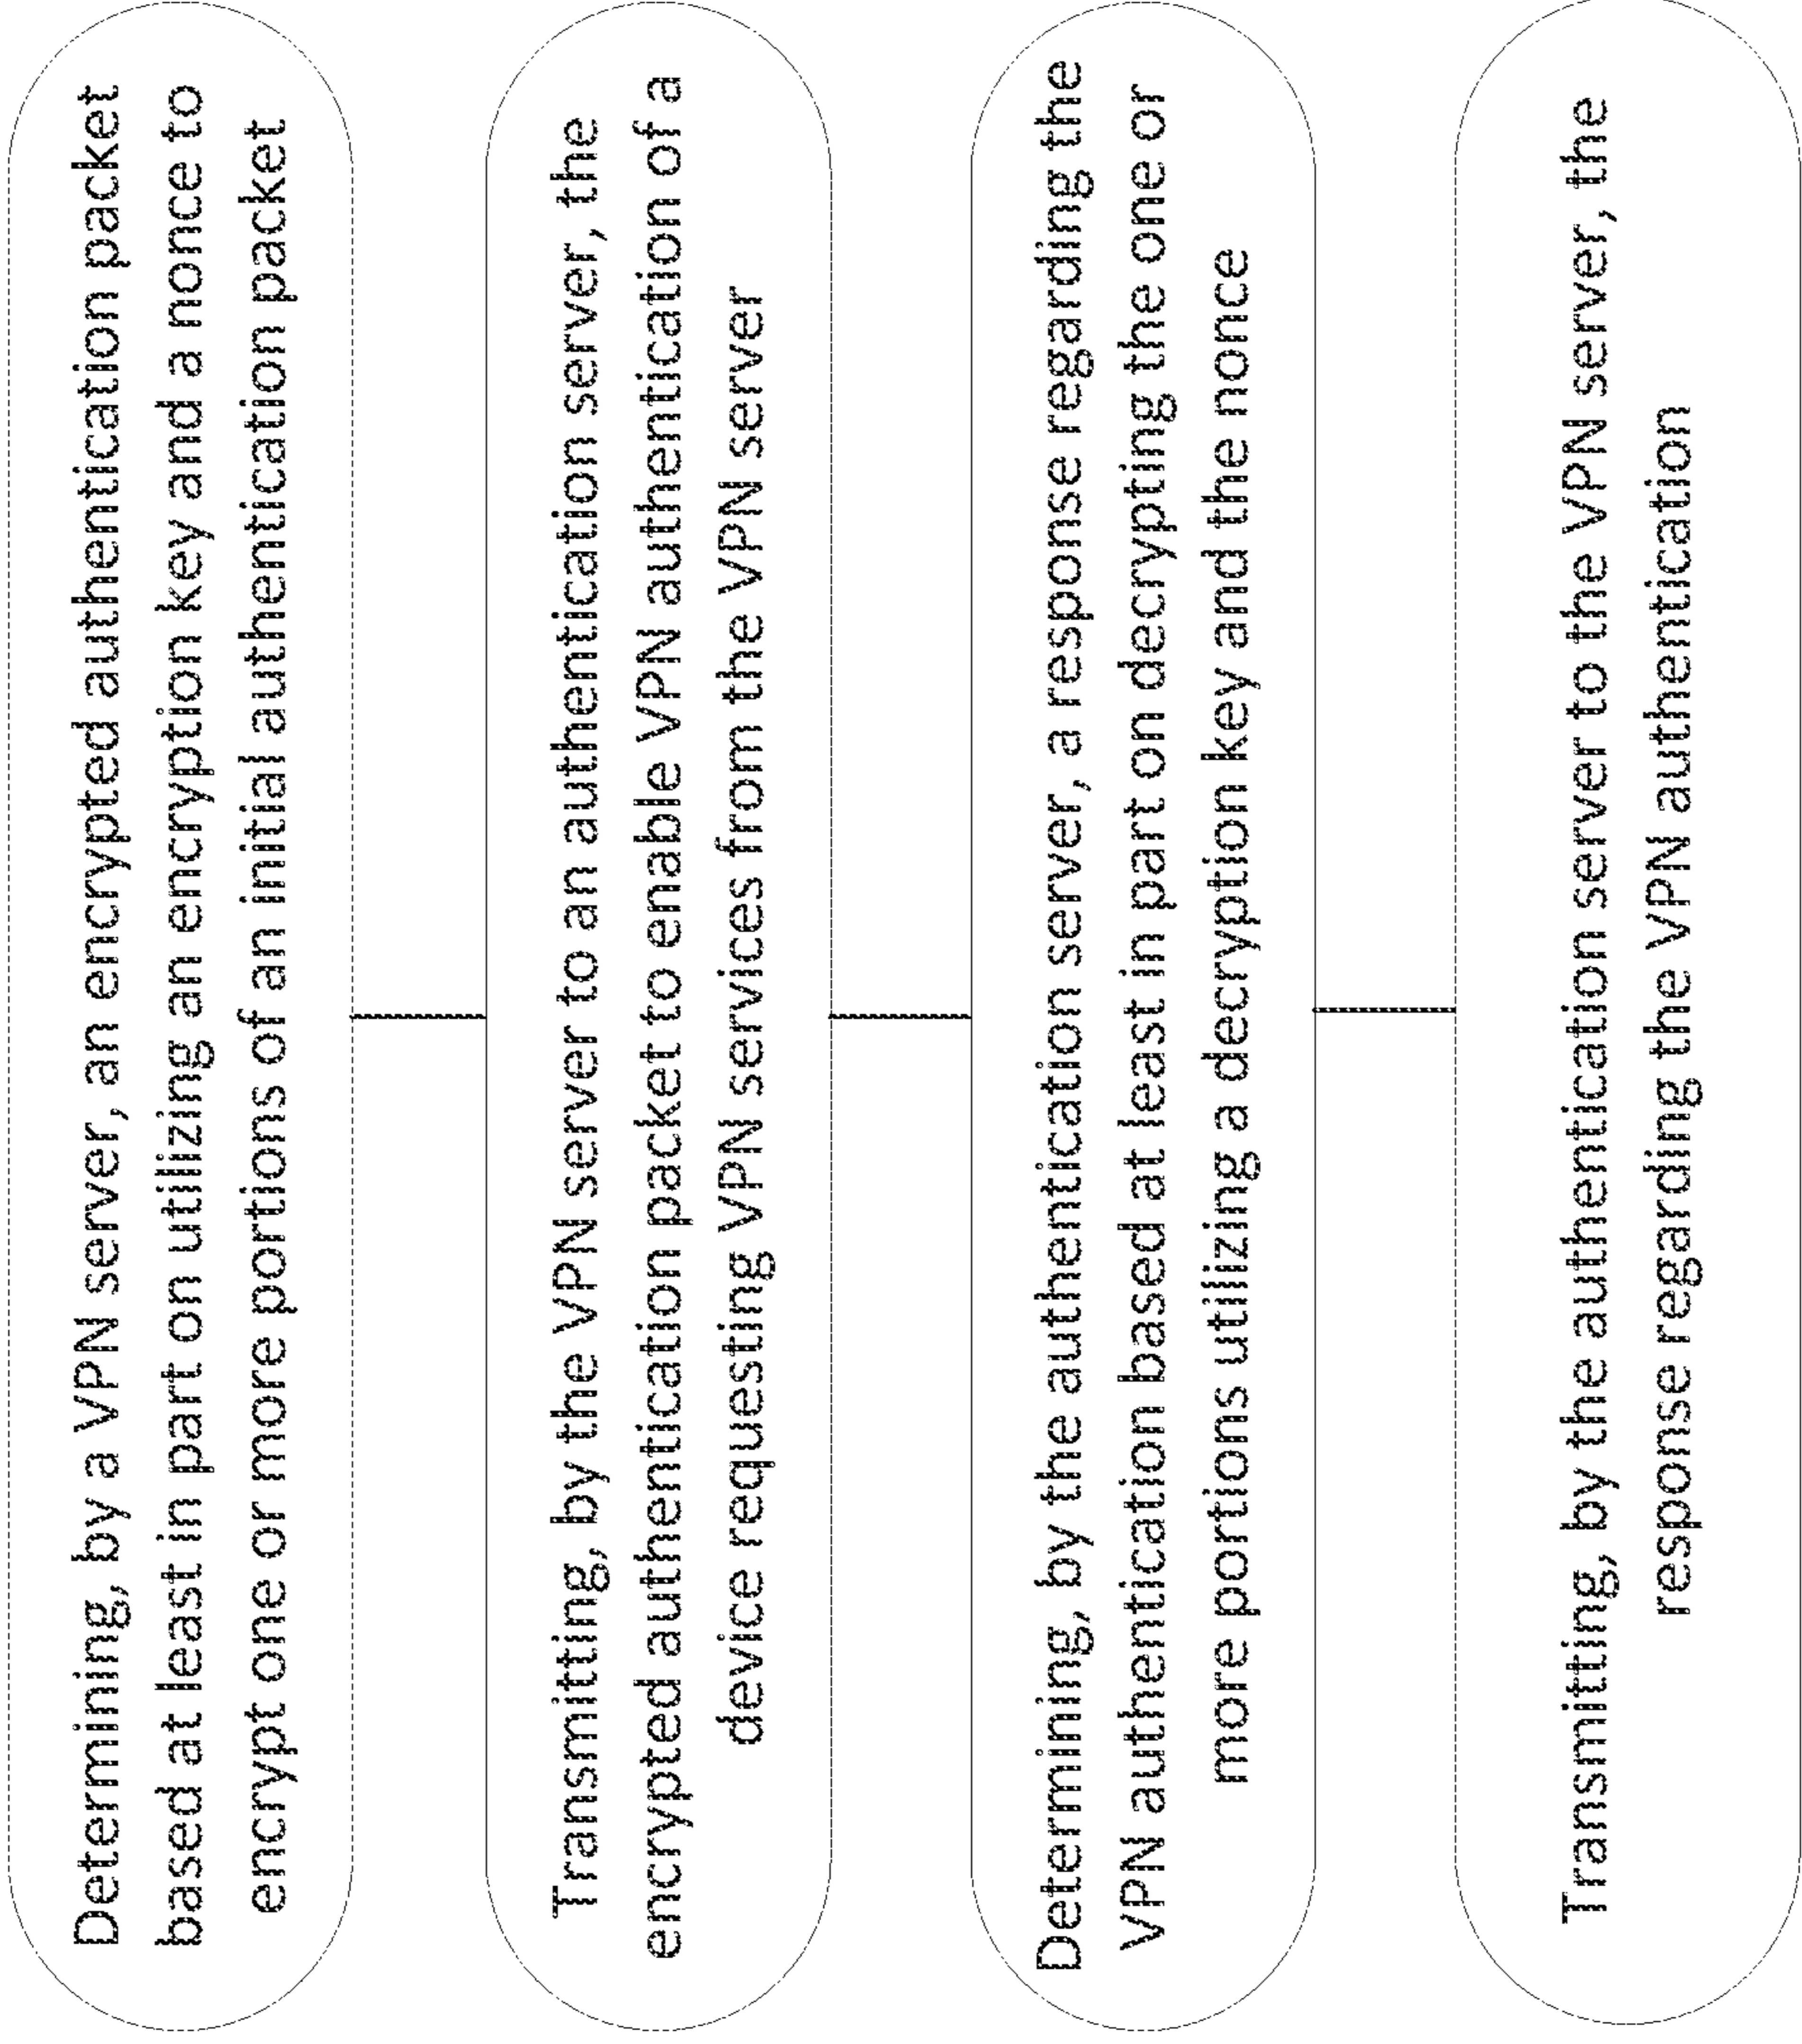 Determining, by a VPN server, an encrypted authentication packet
based at least in part on utilizing an encryption key and a nonce to
encrypt one or more portions of an initial authentication packet
Transmitting, by the VPN server to an authentication server, the
encrypted authentication packet to enable VPN authentication of a
device requesting VPN services from the VPN server
Determining, by the authentication server, a response regarding the
VPN authentication based at least in part on decrypting the one or
more portions utilizing a decryption key and the nonce
Transmitting, by the authentication server to the VPN server, the
response regarding the VPN authentication